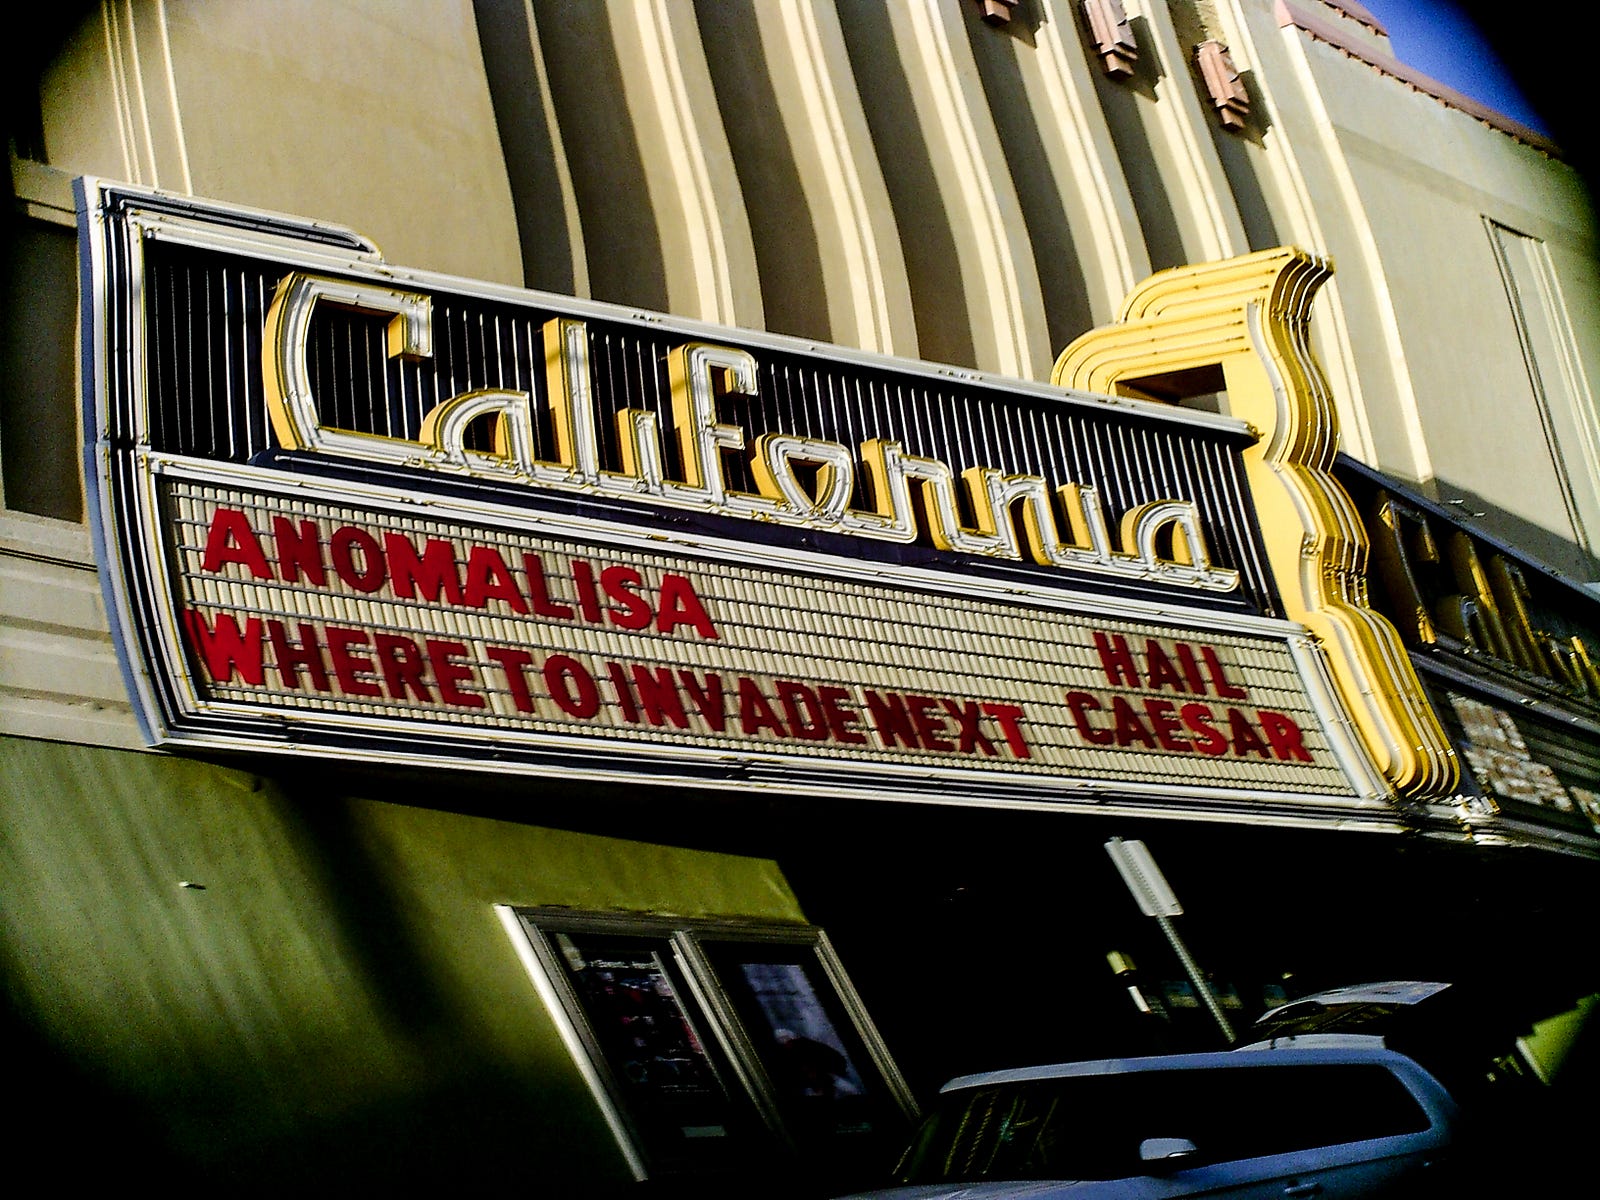 California
ANOMALISA
WHERE TO INVADE NEXT
HAIL
CAESAR